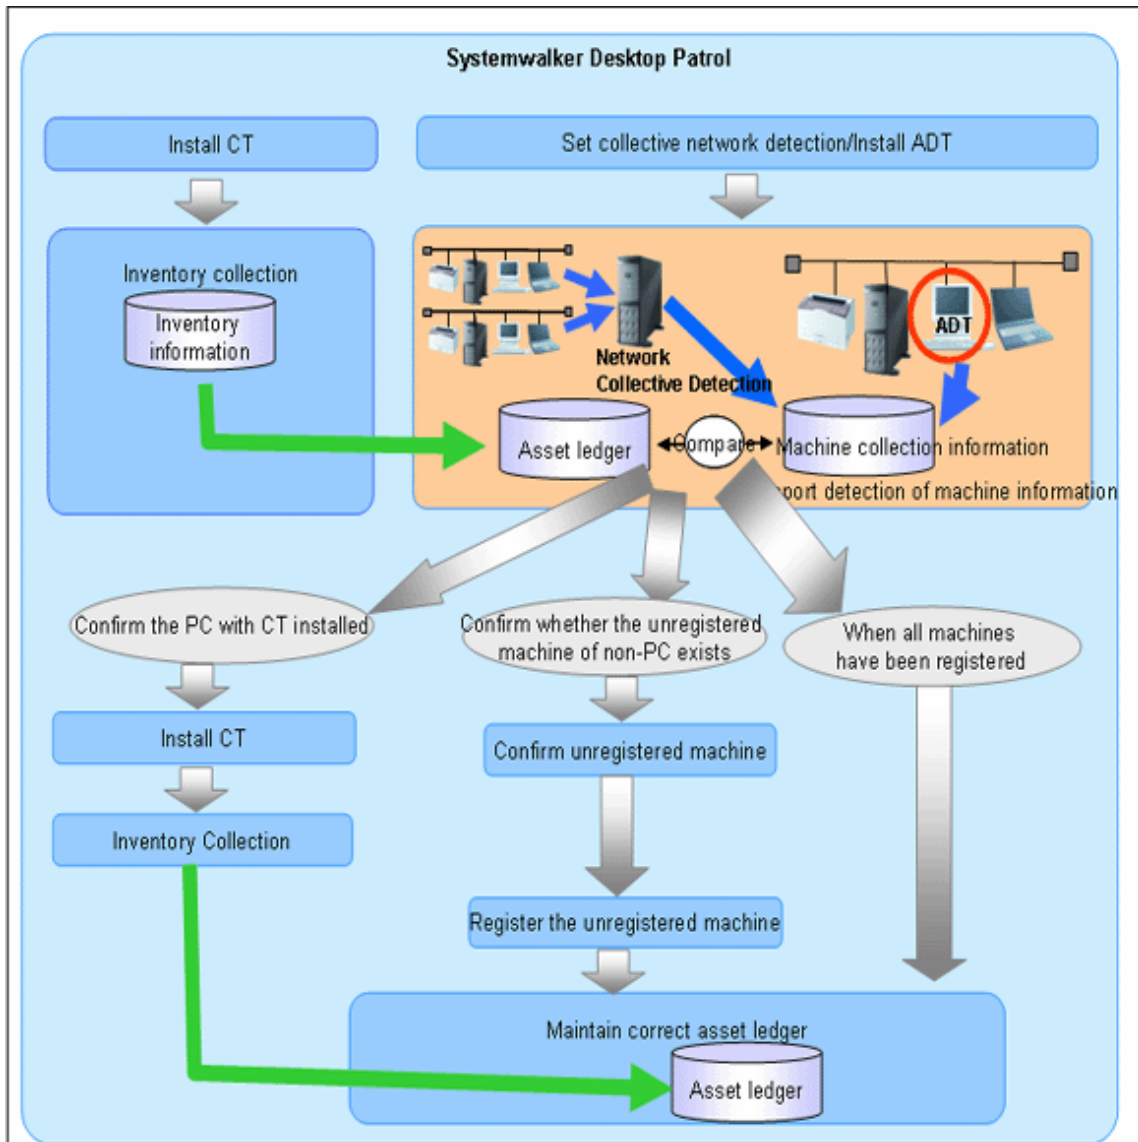 Systemwalker Desktop Patrol
Install CT
Set collective network detection/Install ADT
Inventory collection
Inventory
information
ADT
Network
Collective Detection
Asset ledger
Compare
Machine collection information
port detection of machine information
Confirm the PC with CT installed
Confirm whether the unregistered
machine of non-PC exists
When all machines
have been registered
Install CT
Confirm unregistered machine
Inventory Collection
Register the unregistered machine
Maintain correct asset ledger
Asset ledger